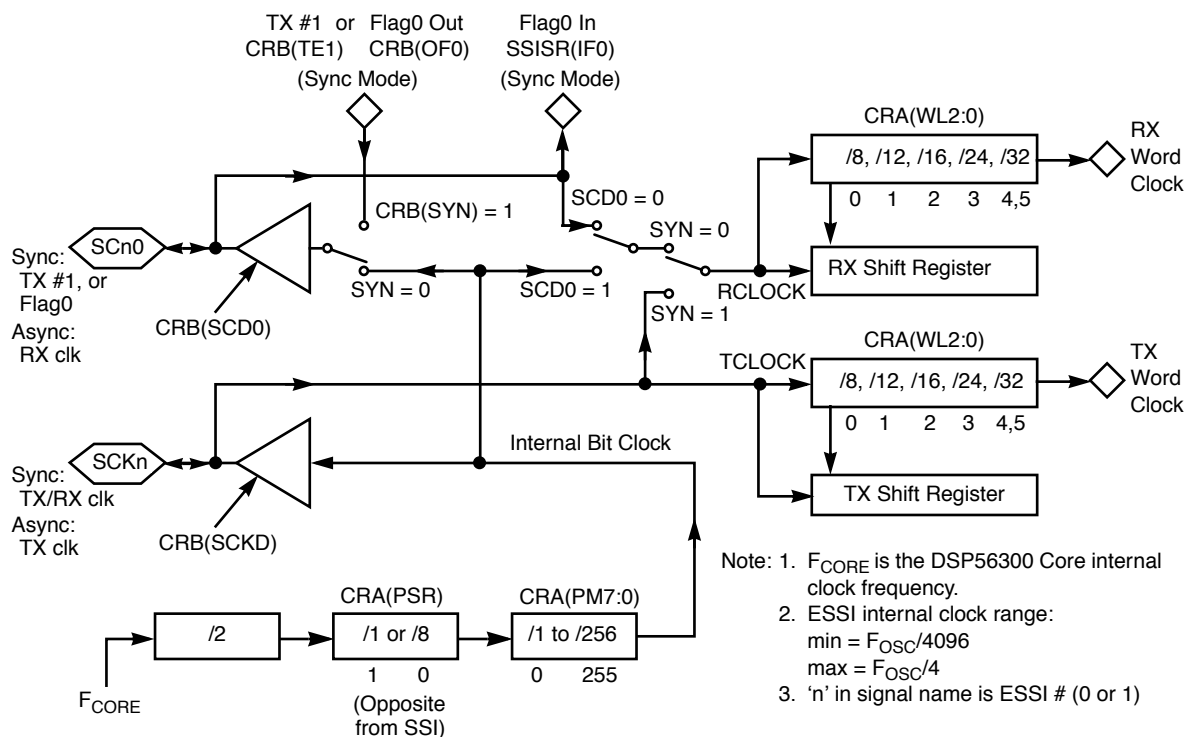 TX #1 or Flag0 Out
CRB(TE1) CRB(OF0)
(Sync Mode)
Flag0 In
SSISR(IF0)
(Sync Mode)
CRA(WL2:0)
/8, /12, /16, /24, /32
0 1 2 3 4,5
RX
Word
Clock
CRB(SYN) = 1
SCD0 = 0
SYN = 0
SCn0
Sync:
TX #1, or
Flag0
Async:
RX clk
CRB(SCD0)
SYN = 0
SCD0 = 1
RCLOCK
SYN = 1
RX Shift Register
TCLOCK
CRA(WL2:0)
/8, /12, /16, /24, /32
0 1 2 3 4,5
TX
Word
Clock
SCKn
Sync:
TX/RX clk
Async:
TX clk
CRB(SCKD)
Internal Bit Clock
TX Shift Register
FCORE
/2
CRA(PSR)
/1 or /8
1 0
(Opposite
from SSI)
CRA(PM7:0)
/1 to /256
0 255
Note: 1. FCORE is the DSP56300 Core internal
clock frequency.
2. ESSI internal clock range:
min = FOSC/4096
max = FOSC/4
3. ‘n’ in signal name is ESSI # (0 or 1)